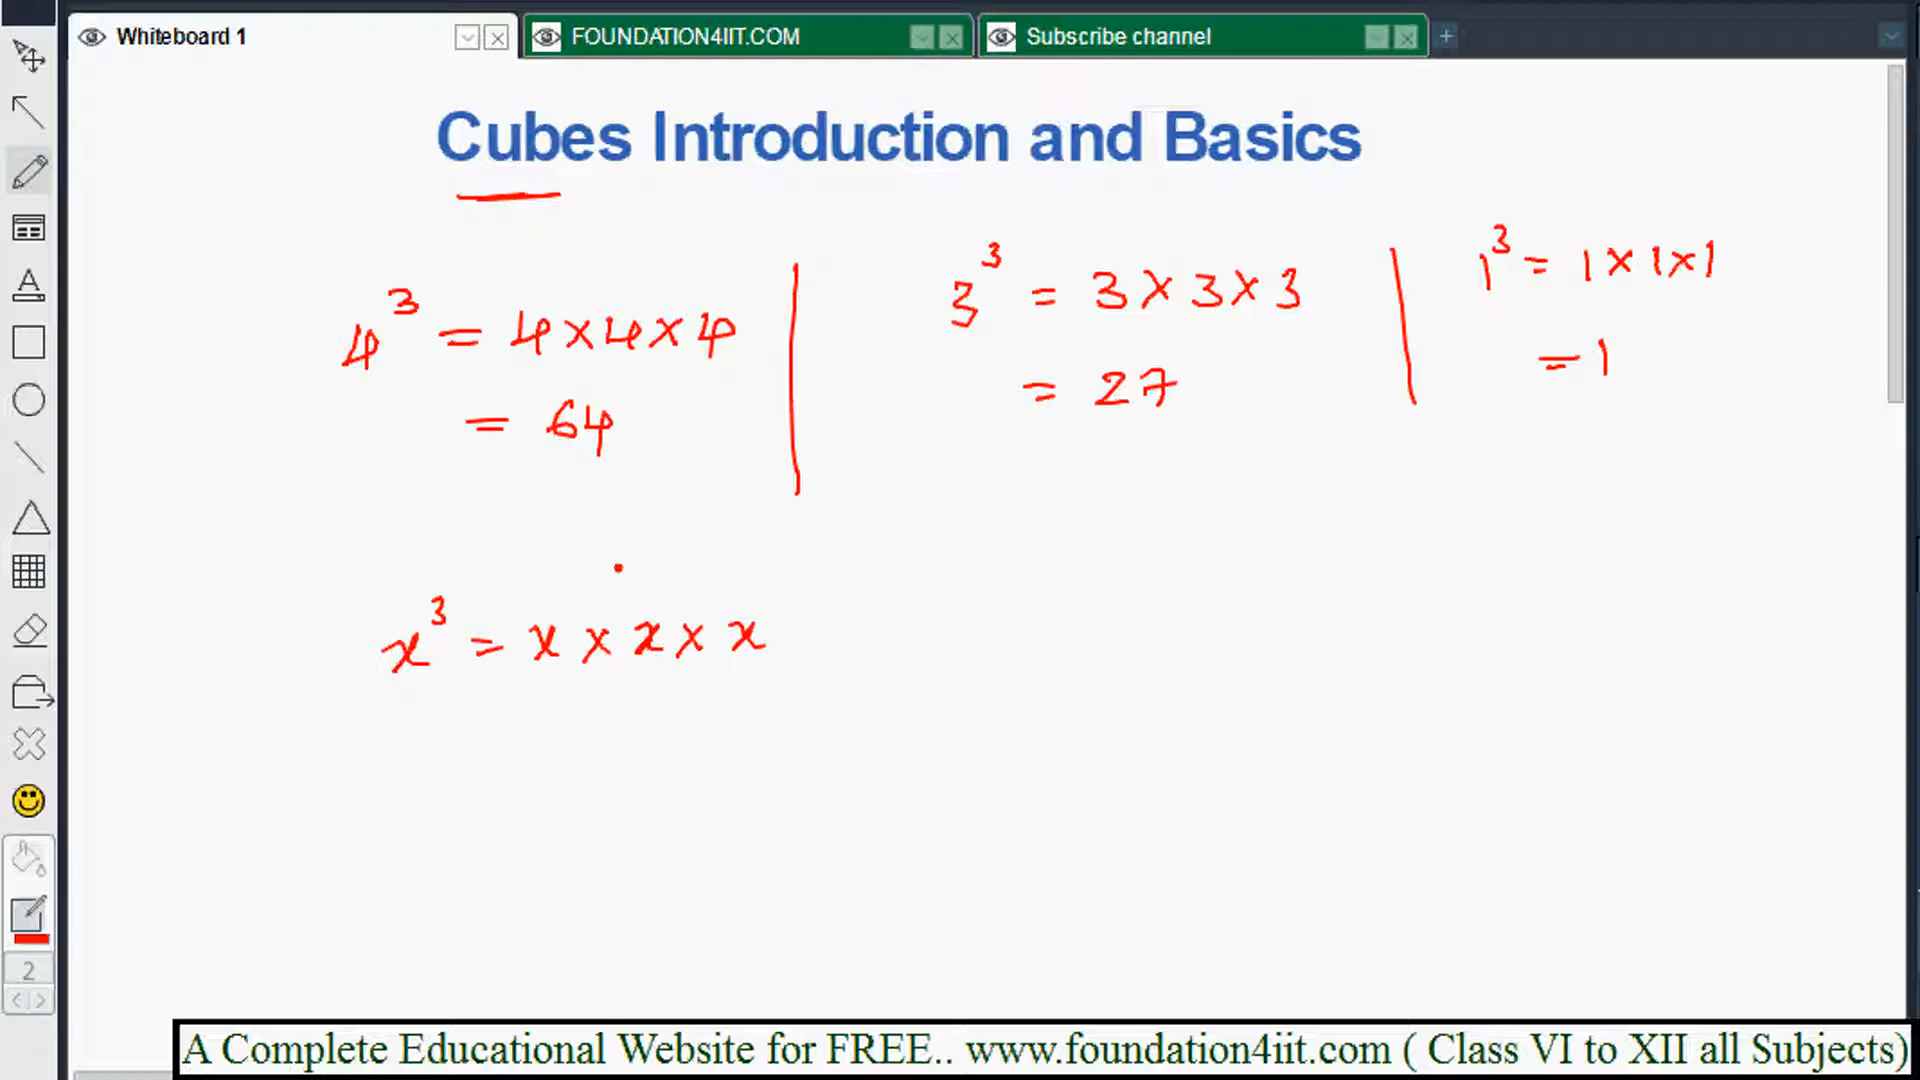 Whiteboard 1
FOUNDATION4IIT.COM
Subscribe channel
Cubes Introduction and Basics
4³ = 4×4×4
= 64
3³ = 3×3×3
= 27
1³ = 1×1×1
= 1
x³ = x × x × x
2
A Complete Educational Website for FREE.. www.foundation4iit.com ( Class VI to XII all Subjects)